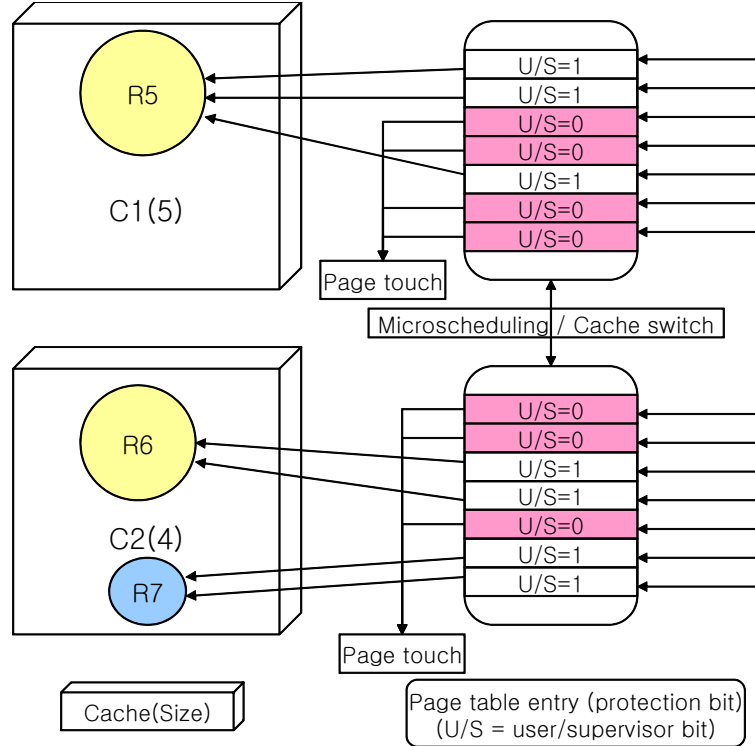 R5
C1(5)
U/S=1
U/S=1
U/S=0
U/S=0
U/S=1
U/S=0
U/S=0
Page touch
Microscheduling / Cache switch
R6
C2(4)
R7
U/S=0
U/S=0
U/S=1
U/S=1
U/S=0
U/S=1
U/S=1
Page touch
Cache(Size)
Page table entry (protection bit)
(U/S = user/supervisor bit)